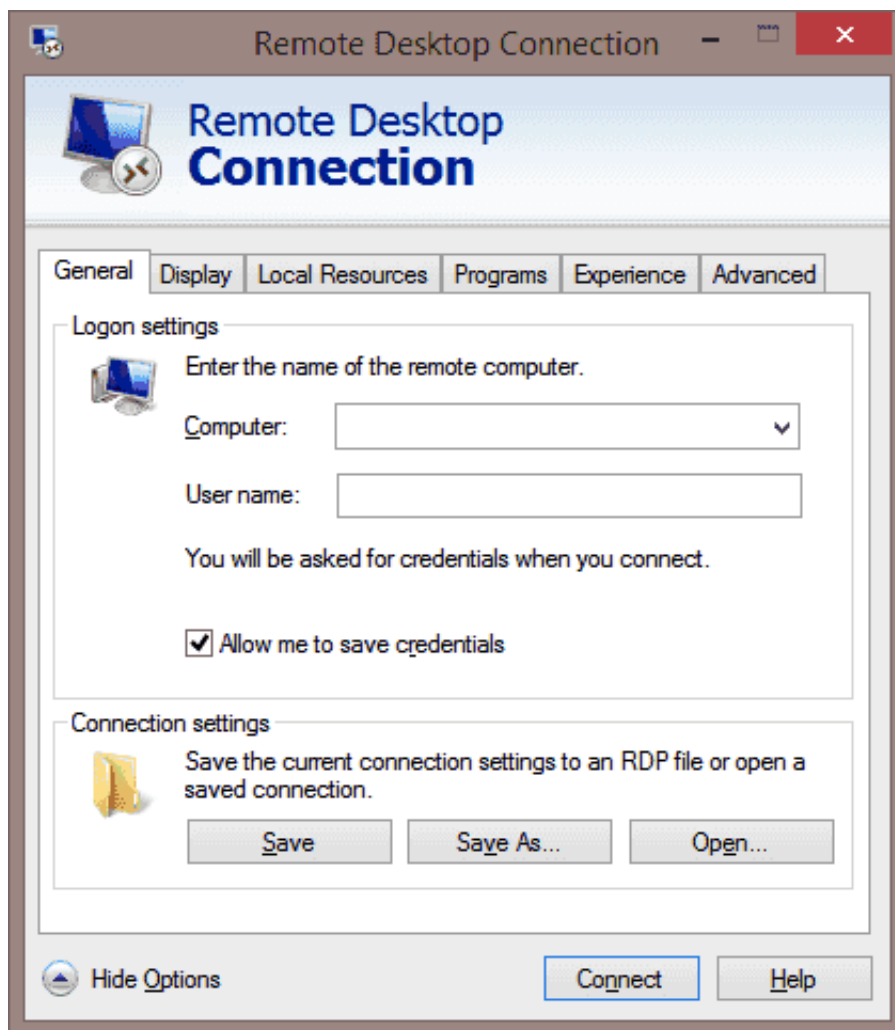 Remote Desktop Connection
Remote Desktop
Connection
General Display Local Resources Programs Experience Advanced
Logon settings
Enter the name of the remote computer.
Computer:
User name:
You will be asked for credentials when you connect.
Allow me to save credentials
Connection settings
Save the current connection settings to an RDP file or open a
saved connection.
Save Save As... Open...
Hide Options Connect Help